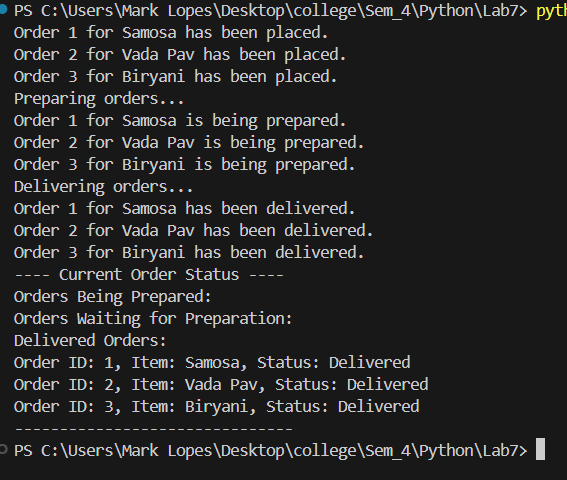 PS C:\Users\Mark Lopes\Desktop\college\Sem_4\Python\Lab7> pyth
Order 1 for Samosa has been placed.
Order 2 for Vada Pav has been placed.
Order 3 for Biryani has been placed.
Preparing orders...
Order 1 for Samosa is being prepared.
Order 2 for Vada Pav is being prepared.
Order 3 for Biryani is being prepared.
Delivering orders...
Order 1 for Samosa has been delivered.
Order 2 for Vada Pav has been delivered.
Order 3 for Biryani has been delivered.
---- Current Order Status ----
Orders Being Prepared:
Orders Waiting for Preparation:
Delivered Orders:
Order ID: 1, Item: Samosa, Status: Delivered
Order ID: 2, Item: Vada Pav, Status: Delivered
Order ID: 3, Item: Biryani, Status: Delivered
-------------------------------
PS C:\Users\Mark Lopes\Desktop\college\Sem_4\Python\Lab7>